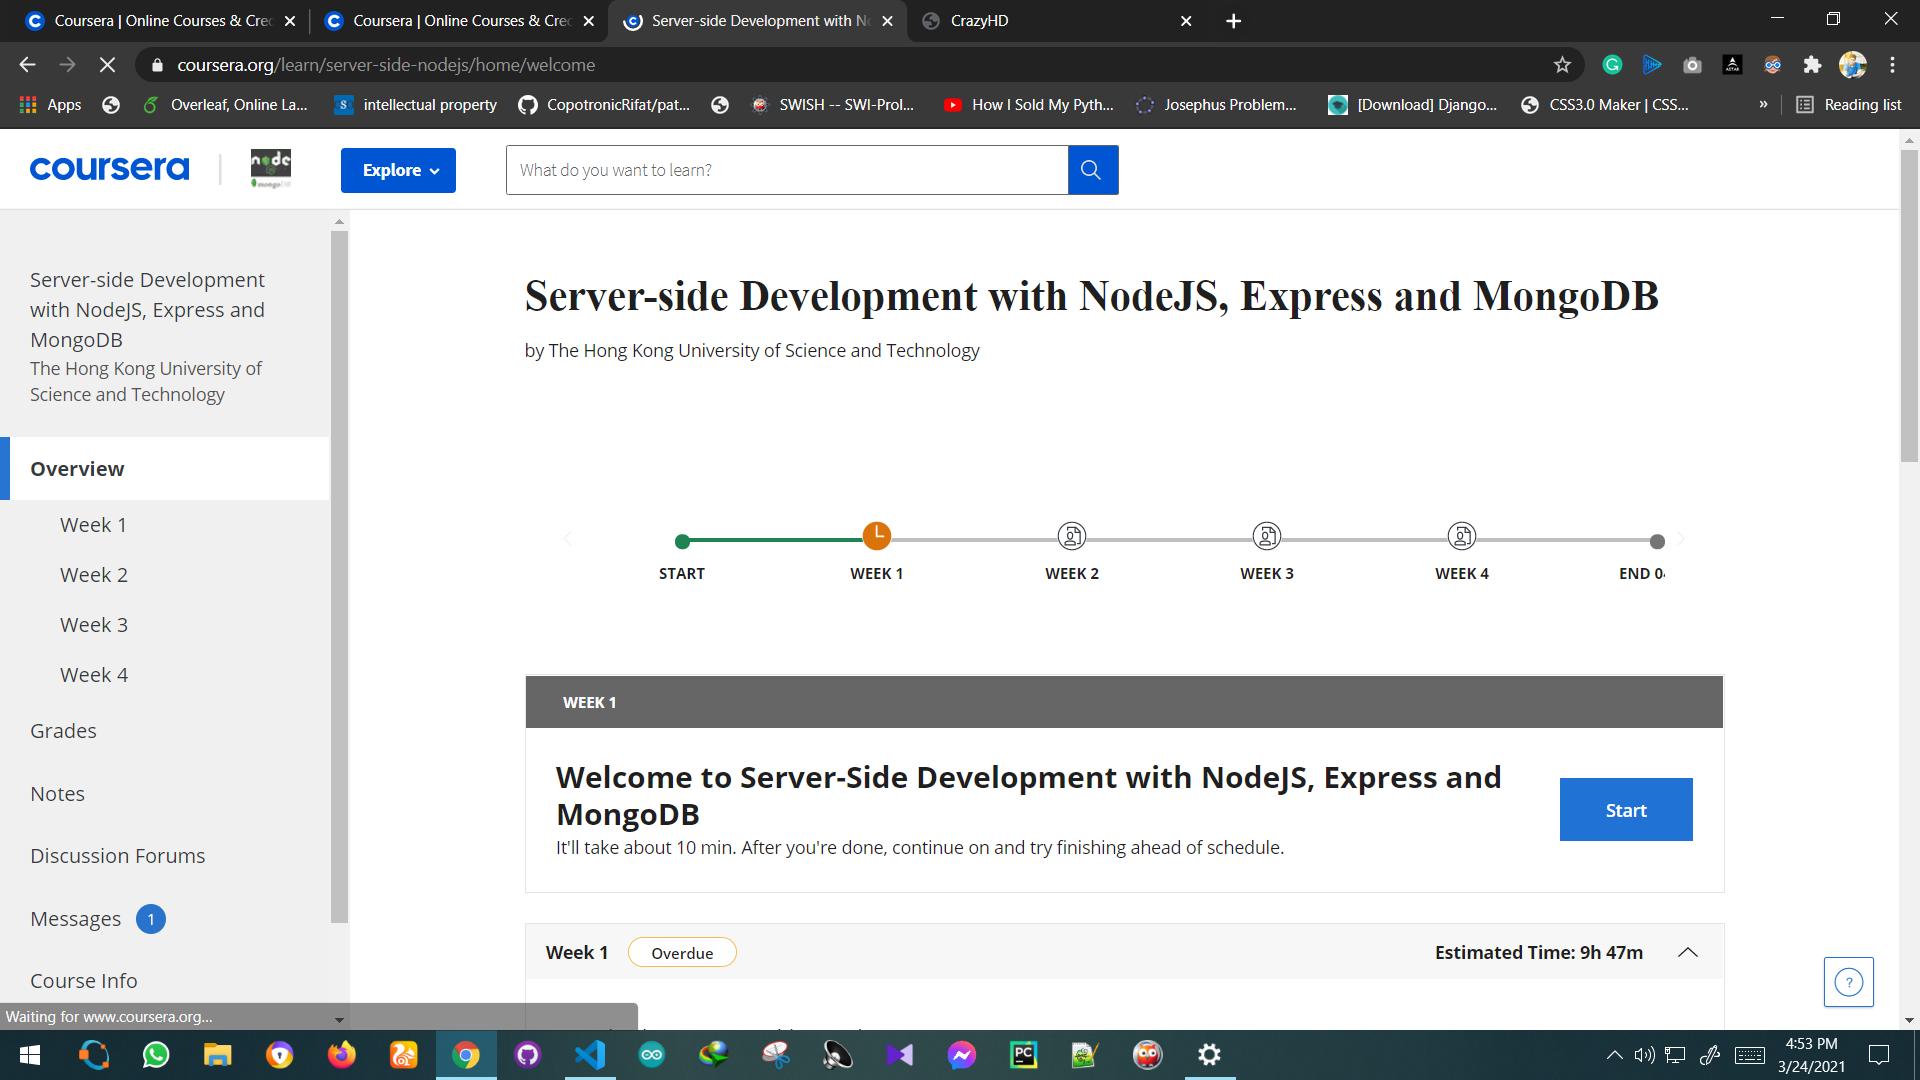 Coursera | Online Courses & Cre
Coursera | Online Courses & Cre
Server-side Development with N
CrazyHD
coursera.org/learn/server-side-nodejs/home/welcome
Apps
Overleaf, Online La...
intellectual property
CopotronicRifat/pat...
SWISH -- SWI-Prol...
How I Sold My Pyth...
Josephus Problem...
[Download] Django...
CSS3.0 Maker | CSS...
»
Reading list
coursera
node
mongoDB
Explore
What do you want to learn?
Server-side Development
with NodeJS, Express and
MongoDB
The Hong Kong University of
Science and Technology
Overview
Week 1
Week 2
Week 3
Week 4
Grades
Notes
Discussion Forums
Messages 1
Course Info
Server-side Development with NodeJS, Express and MongoDB
by The Hong Kong University of Science and Technology
START
WEEK 1
WEEK 2
WEEK 3
WEEK 4
END 0
WEEK 1
Welcome to Server-Side Development with NodeJS, Express and
MongoDB
It'll take about 10 min. After you're done, continue on and try finishing ahead of schedule.
Start
Week 1
Overdue
Estimated Time: 9h 47m
?
Waiting for www.coursera.org...
PC
4:53 PM
3/24/2021